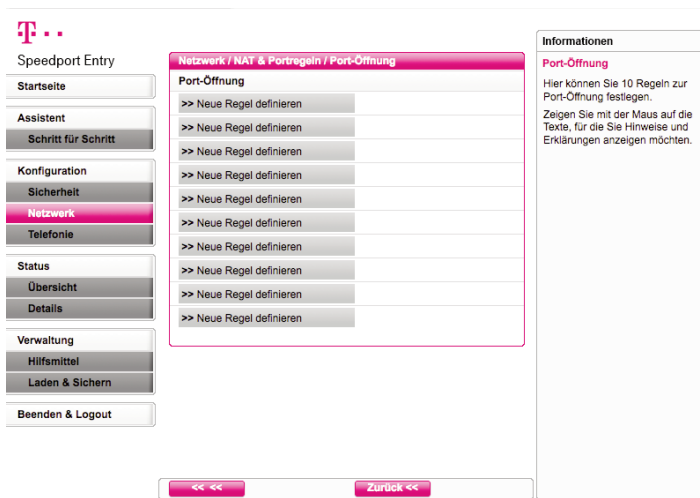 T··
Speedport Entry
Startseite
Assistent
Schritt für Schritt
Konfiguration
Sicherheit
Netzwerk
Telefonie
Status
Übersicht
Details
Verwaltung
Hilfsmittel
Laden & Sichern
Beenden & Logout
Netzwerk / NAT & Portregeln / Port-Öffnung
Port-Öffnung
>> Neue Regel definieren
>> Neue Regel definieren
>> Neue Regel definieren
>> Neue Regel definieren
>> Neue Regel definieren
>> Neue Regel definieren
>> Neue Regel definieren
>> Neue Regel definieren
>> Neue Regel definieren
>> Neue Regel definieren
<< <<
Zurück <<
Informationen
Port-Öffnung
Hier können Sie 10 Regeln zur
Port-Öffnung festlegen.
Zeigen Sie mit der Maus auf die
Texte, für die Sie Hinweise und
Erklärungen anzeigen möchten.